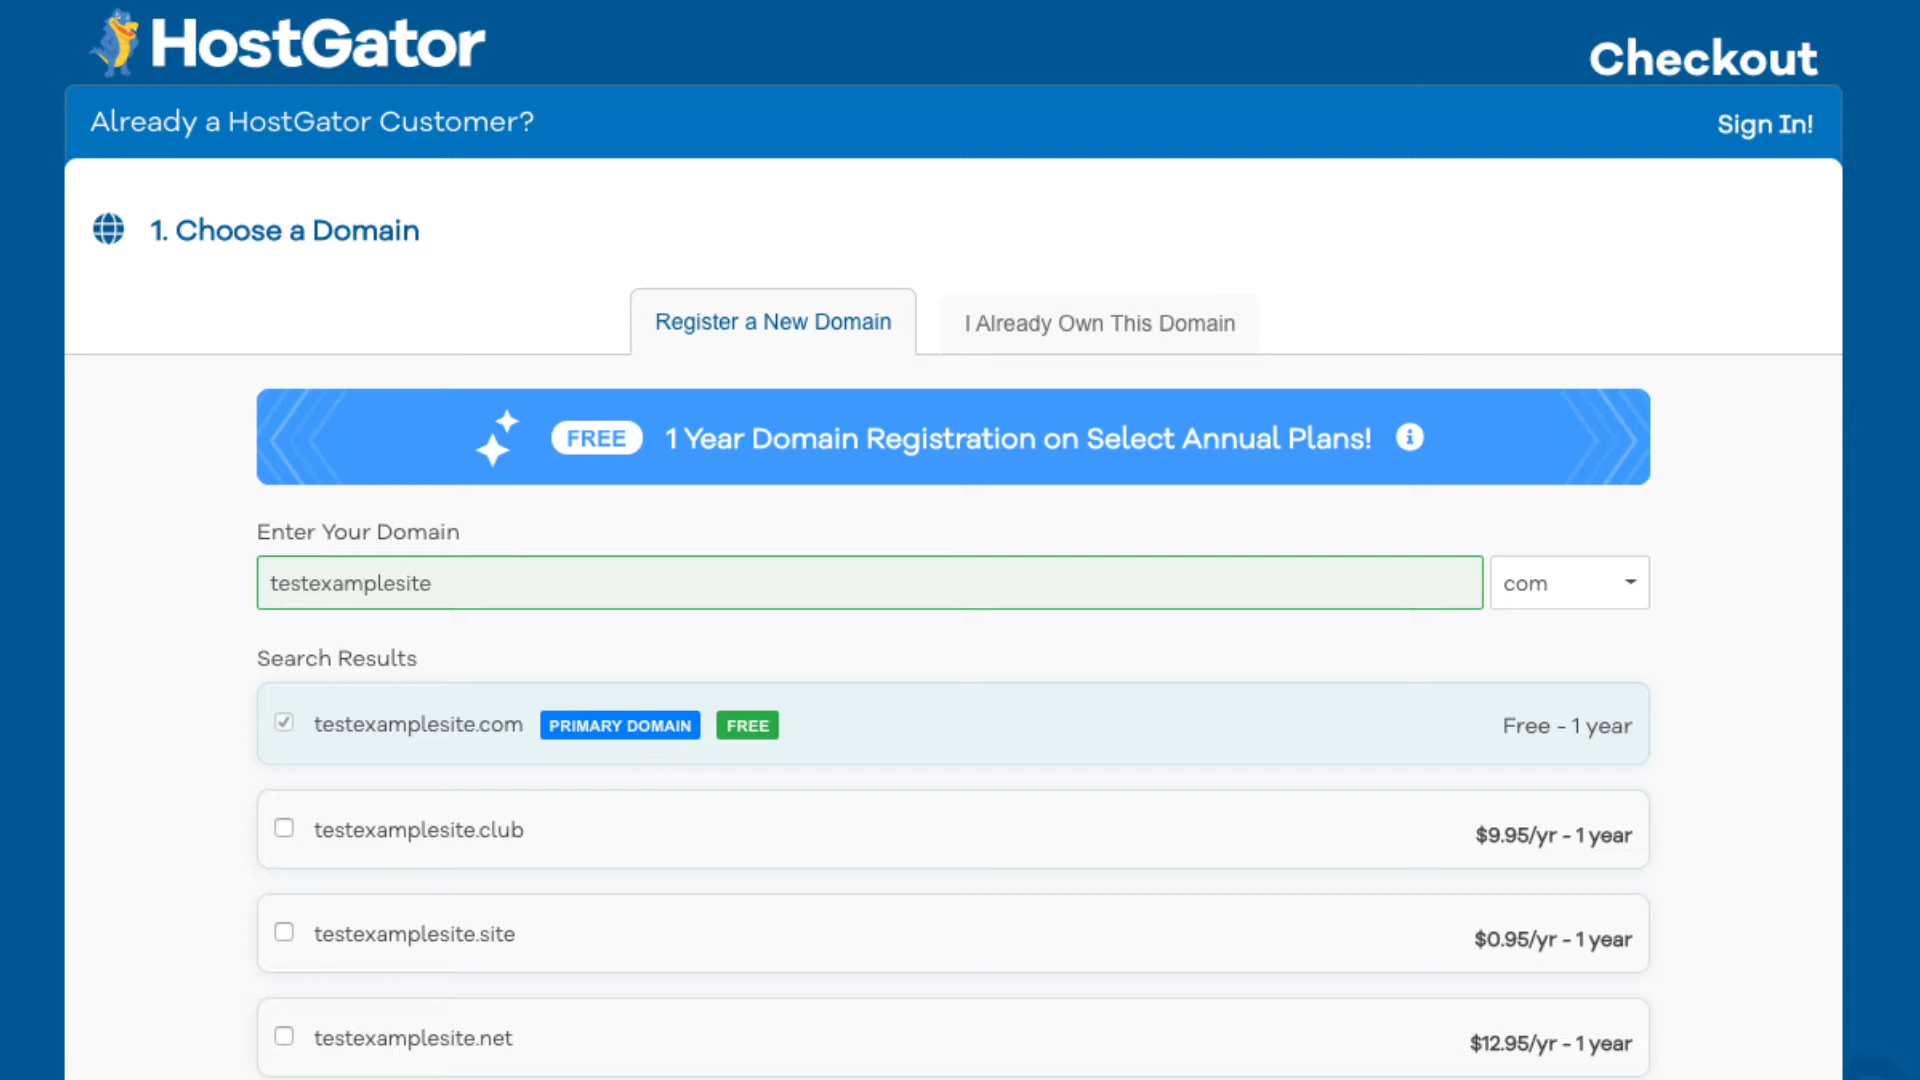 HostGator
Checkout
Already a HostGator Customer?
Sign In!
1. Choose a Domain
Register a New Domain
I Already Own This Domain
FREE 1 Year Domain Registration on Select Annual Plans!
Enter Your Domain
testexamplesite
com
Search Results
testexamplesite.com PRIMARY DOMAIN FREE Free - 1 year
testexamplesite.club $9.95/yr - 1 year
testexamplesite.site $0.95/yr - 1 year
testexamplesite.net $12.95/yr - 1 year